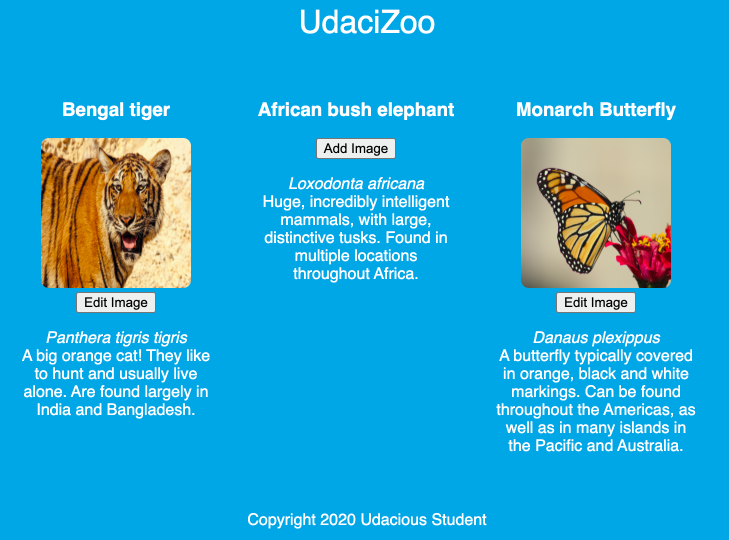 UdaciZoo
Bengal tiger
Edit Image
Panthera tigris tigris
A big orange cat! They like
to hunt and usually live
alone. Are found largely in
India and Bangladesh.
African bush elephant
Add Image
Loxodonta africana
Huge, incredibly intelligent
mammals, with large,
distinctive tusks. Found in
multiple locations
throughout Africa.
Monarch Butterfly
Edit Image
Danaus plexippus
A butterfly typically covered
in orange, black and white
markings. Can be found
throughout the Americas, as
well as in many islands in
the Pacific and Australia.
Copyright 2020 Udacious Student